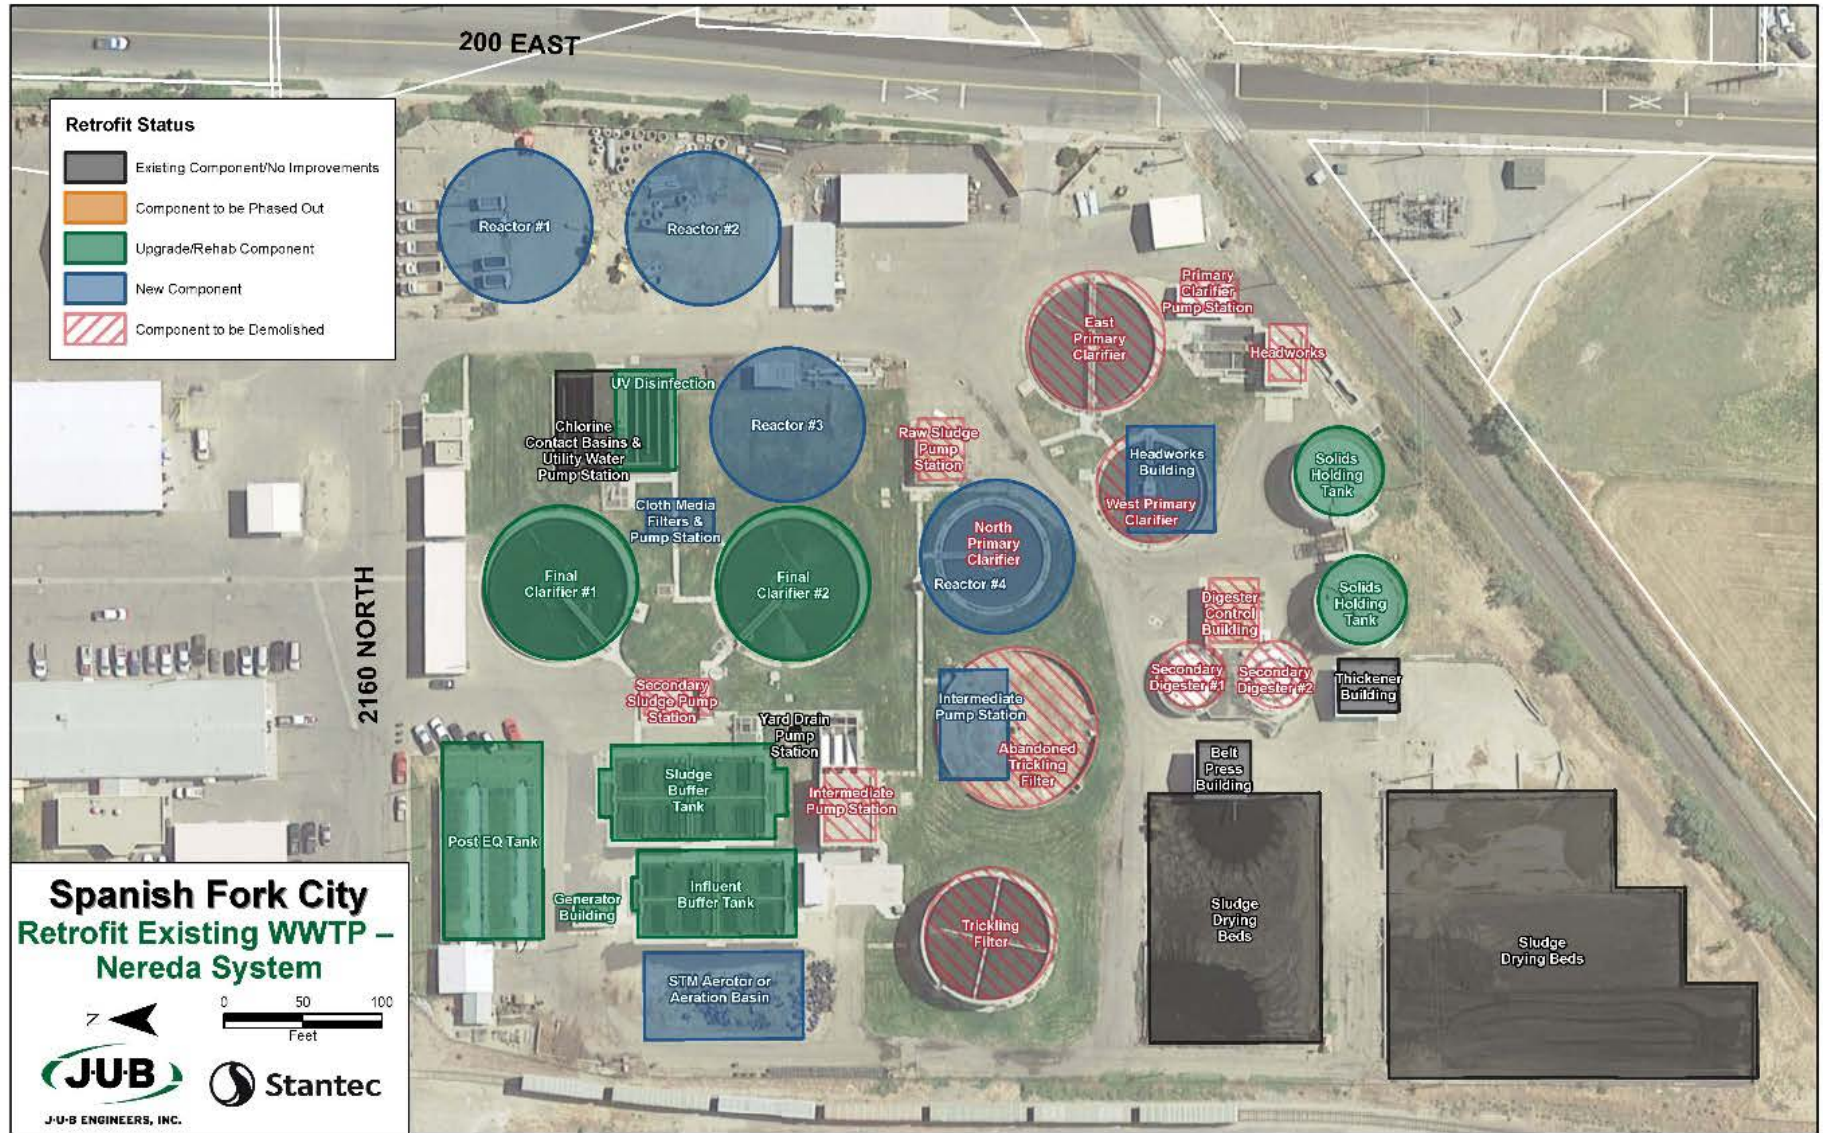 200 EAST
Retrofit Status
Existing Component/No Improvements
Component to be Phased Out
Upgrade/Rehab Component
New Component
Component to be Demolished
Reactor #1
Reactor #2
Primary
Clarifier
Pump Station
East
Primary
Clarifier
Headworks
UV Disinfection
Chlorine
Contact Basins &
Utility Water
Pump Station
Reactor #3
Raw Sludge
Pump
Station
Headworks
Building
West Primary
Clarifier
Solids
Holding
Tank
Cloth Media
Filters &
Pump Station
North
Primary
Clarifier
Reactor #4
Final
Clarifier #1
Final
Clarifier #2
Solids
Holding
Tank
Digester
Control
Building
2160 NORTH
Secondary
Digester #1
Secondary
Digester #2
Thickener
Building
Secondary
Sludge Pump
Station
Yard Drain
Pump
Station
Intermediate
Pump Station
Abandoned
Trickling
Filter
Belt
Press
Building
Sludge
Buffer
Tank
Intermediate
Pump Station
Post EQ Tank
Influent
Buffer Tank
Generator
Building
Trickling
Filter
Sludge
Drying
Beds
Sludge
Drying Beds
STM Aerotor or
Aeration Basin
Spanish Fork City
Retrofit Existing WWTP –
Nereda System
N
0 50 100
Feet
J·U·B
J·U·B ENGINEERS, INC.
Stantec